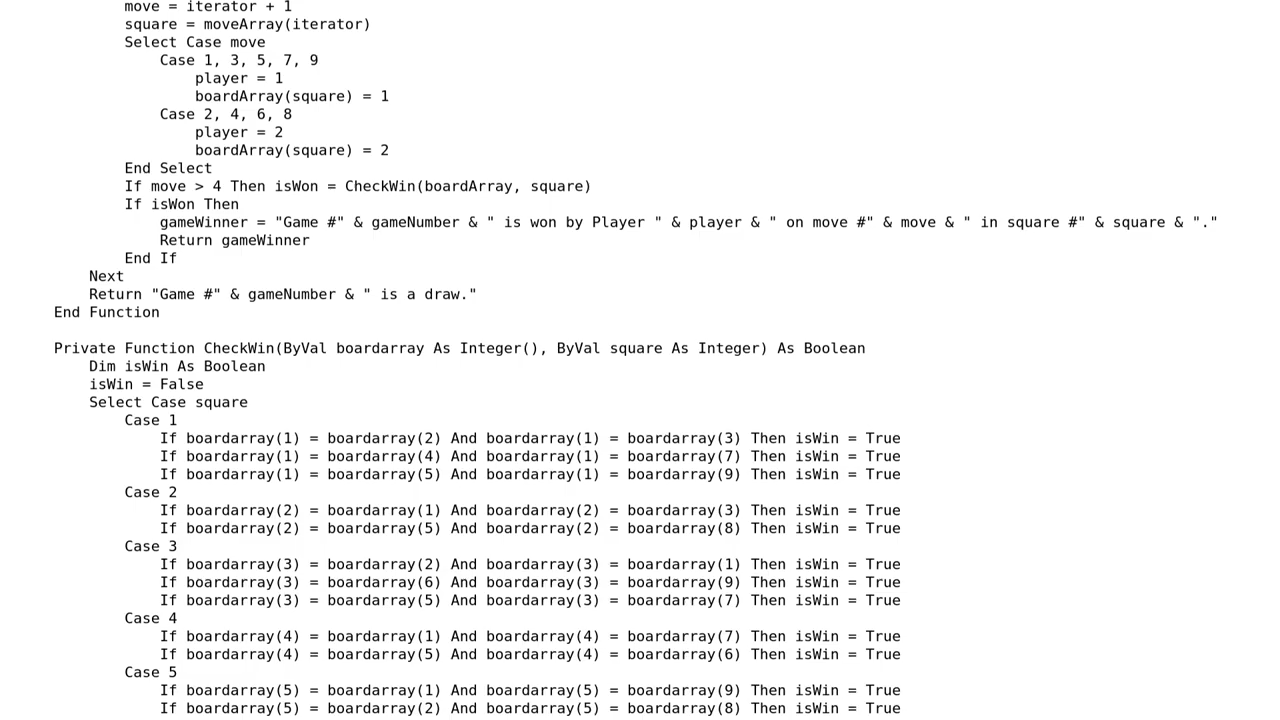 move = iterator + 1
square = moveArray(iterator)
Select Case move
Case 1, 3, 5, 7, 9
player = 1
boardArray(square) = 1
Case 2, 4, 6, 8
player = 2
boardArray(square) = 2
End Select
If move > 4 Then isWon = CheckWin(boardArray, square)
If isWon Then
gameWinner = "Game #" & gameNumber & " is won by Player " & player & " on move #" & move & " in square #" & square & "."
Return gameWinner
End If
Next
Return "Game #" & gameNumber & " is a draw."
End Function
Private Function CheckWin(ByVal boardarray As Integer(), ByVal square As Integer) As Boolean
Dim isWin As Boolean
isWin = False
Select Case square
Case 1
If boardarray(1) = boardarray(2) And boardarray(1) = boardarray(3) Then isWin = True
If boardarray(1) = boardarray(4) And boardarray(1) = boardarray(7) Then isWin = True
If boardarray(1) = boardarray(5) And boardarray(1) = boardarray(9) Then isWin = True
Case 2
If boardarray(2) = boardarray(1) And boardarray(2) = boardarray(3) Then isWin = True
If boardarray(2) = boardarray(5) And boardarray(2) = boardarray(8) Then isWin = True
Case 3
If boardarray(3) = boardarray(2) And boardarray(3) = boardarray(1) Then isWin = True
If boardarray(3) = boardarray(6) And boardarray(3) = boardarray(9) Then isWin = True
If boardarray(3) = boardarray(5) And boardarray(3) = boardarray(7) Then isWin = True
Case 4
If boardarray(4) = boardarray(1) And boardarray(4) = boardarray(7) Then isWin = True
If boardarray(4) = boardarray(5) And boardarray(4) = boardarray(6) Then isWin = True
Case 5
If boardarray(5) = boardarray(1) And boardarray(5) = boardarray(9) Then isWin = True
If boardarray(5) = boardarray(2) And boardarray(5) = boardarray(8) Then isWin = True